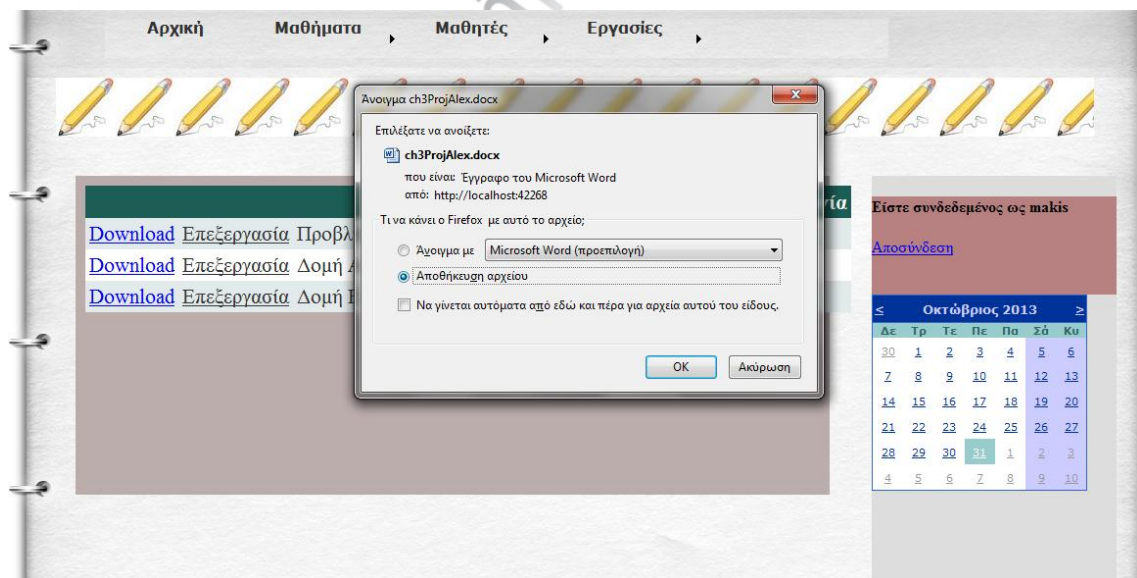 Αρχική Μαθήματα Μαθητές Εργασίες
Άνοιγμα ch3ProjAlex.docx
Επιλέξατε να ανοίξετε:
ch3ProjAlex.docx
που είναι: Έγγραφο του Microsoft Word
από: http://localhost:42268
Τι να κάνει ο Firefox με αυτό το αρχείο;
Άνοιγμα με Microsoft Word (προεπιλογή)
Αποθήκευση αρχείου
Να γίνεται αυτόματα από εδώ και πέρα για αρχεία αυτού του είδους.
OK Ακύρωση
Download Επεξεργασία
Download Επεξεργασία Δομή
Download Επεξεργασία Δομή
Είστε συνδεδεμένος ως makis
Αποσύνδεση
≤ Οκτώβριος 2013 ≥
Δε Τρ Τε Πε Πα Σά Κυ
30 1 2 3 4 5 6
7 8 9 10 11 12 13
14 15 16 17 18 19 20
21 22 23 24 25 26 27
28 29 30 31 1 2 3
4 5 6 7 8 9 10